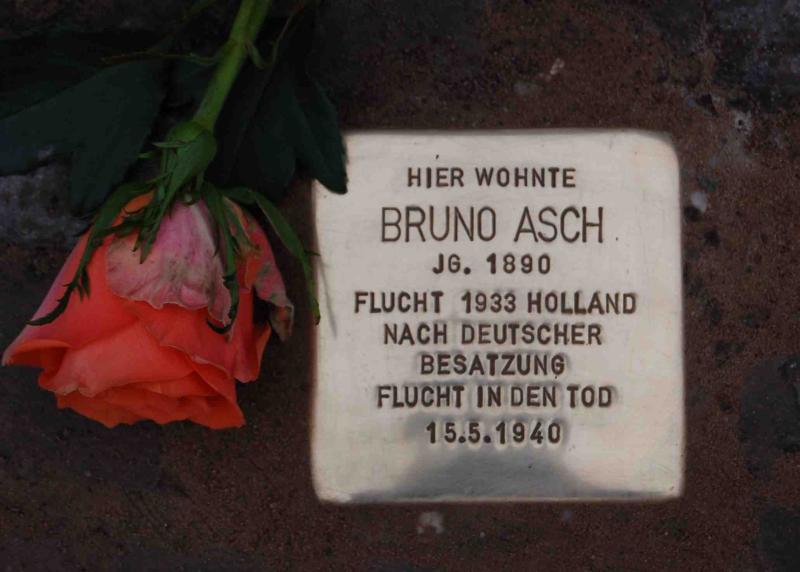 HIER WOHNTE
BRUNO ASCH
JG. 1890
FLUCHT 1933 HOLLAND
NACH DEUTSCHER
BESATZUNG
FLUCHT IN DEN TOD
15.5.1940